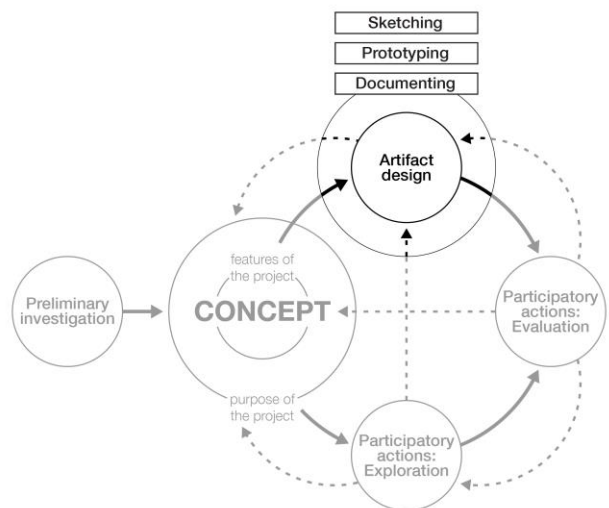 Sketching
Prototyping
Documenting
Artifact
design
features of
the project
Preliminary
investigation
CONCEPT
Participatory
actions:
Evaluation
purpose of
the project
Participatory
actions:
Exploration